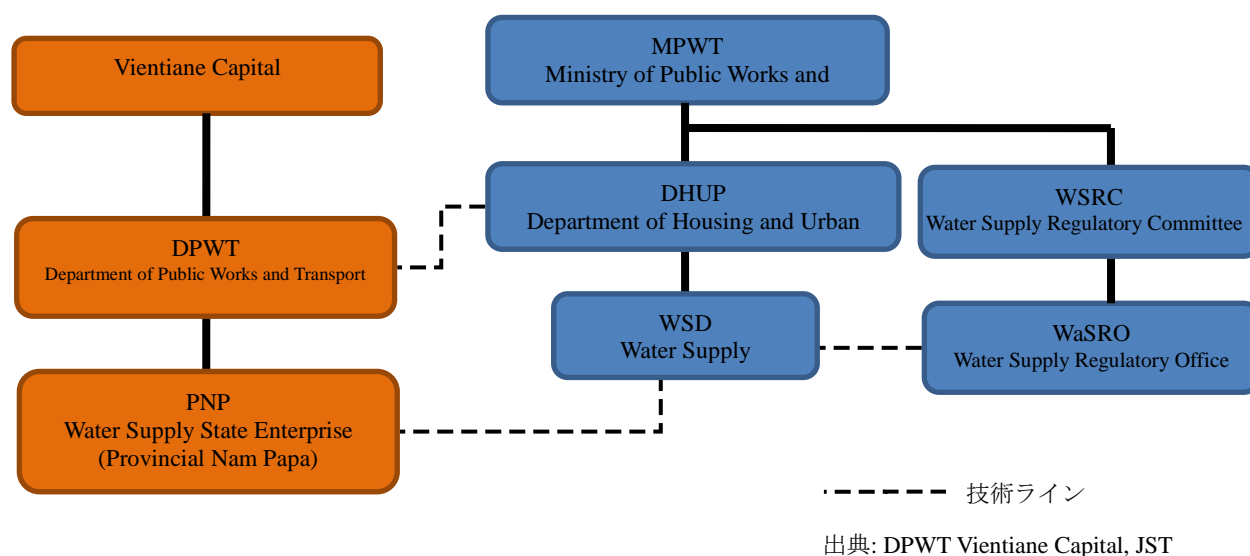 Vientiane Capital
DPWT
Department of Public Works and Transport
PNP
Water Supply State Enterprise
(Provincial Nam Papa)
MPWT
Ministry of Public Works and
DHUP
Department of Housing and Urban
WSD
Water Supply
WSRC
Water Supply Regulatory Committee
WaSRO
Water Supply Regulatory Office
技術ライン
出典: DPWT Vientiane Capital, JST